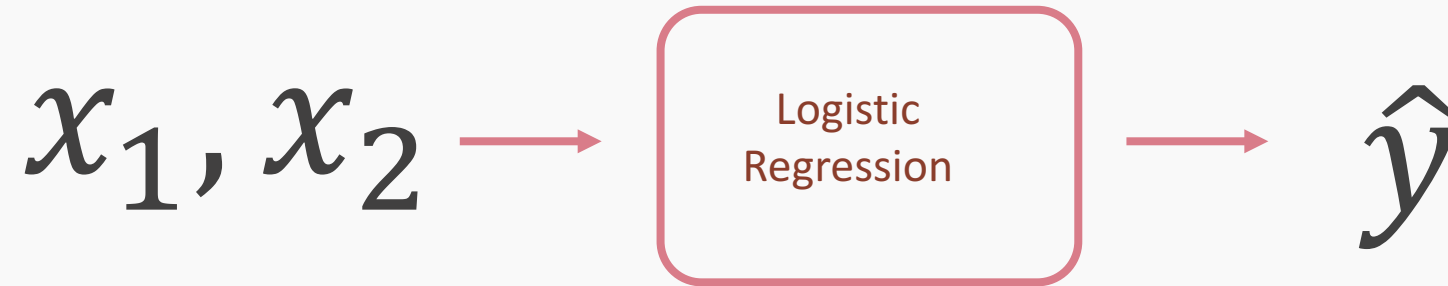 x₁, x₂
Logistic
Regression
ŷ